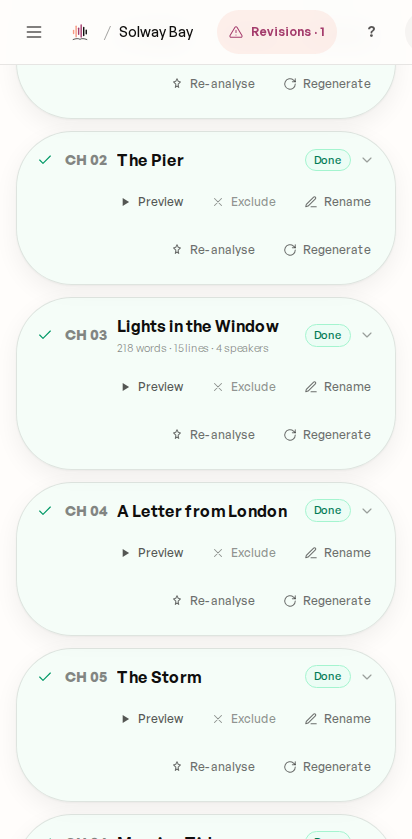 / Solway Bay Revisions · 1 ?
Re-analyse Regenerate
CH 02 The Pier Done
Preview Exclude Rename
Re-analyse Regenerate
CH 03 Lights in the Window Done
218 words · 15 lines · 4 speakers
Preview Exclude Rename
Re-analyse Regenerate
CH 04 A Letter from London Done
Preview Exclude Rename
Re-analyse Regenerate
CH 05 The Storm Done
Preview Exclude Rename
Re-analyse Regenerate